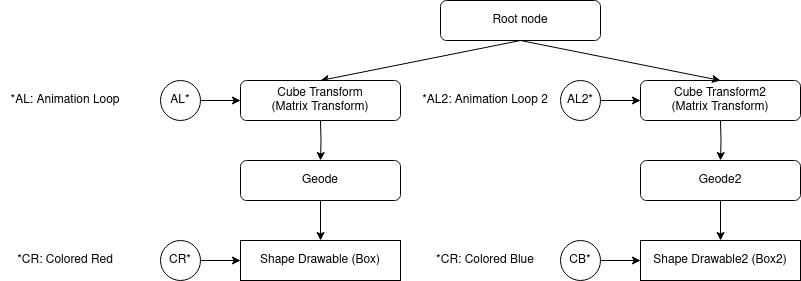 Root node
*AL: Animation Loop
AL*
Cube Transform
(Matrix Transform)
*AL2: Animation Loop 2
AL2*
Cube Transform2
(Matrix Transform)
Geode
Geode2
*CR: Colored Red
CR*
Shape Drawable (Box)
*CR: Colored Blue
CB*
Shape Drawable2 (Box2)